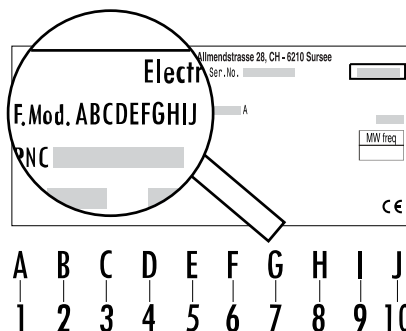 Allmendstrasse 28, CH - 6210 Sursee
Electr
Ser.No.
F.Mod. ABCDEFGHIJ
A
PNC
MW freq
CE
A B C D E F G H I J
1 2 3 4 5 6 7 8 9 10